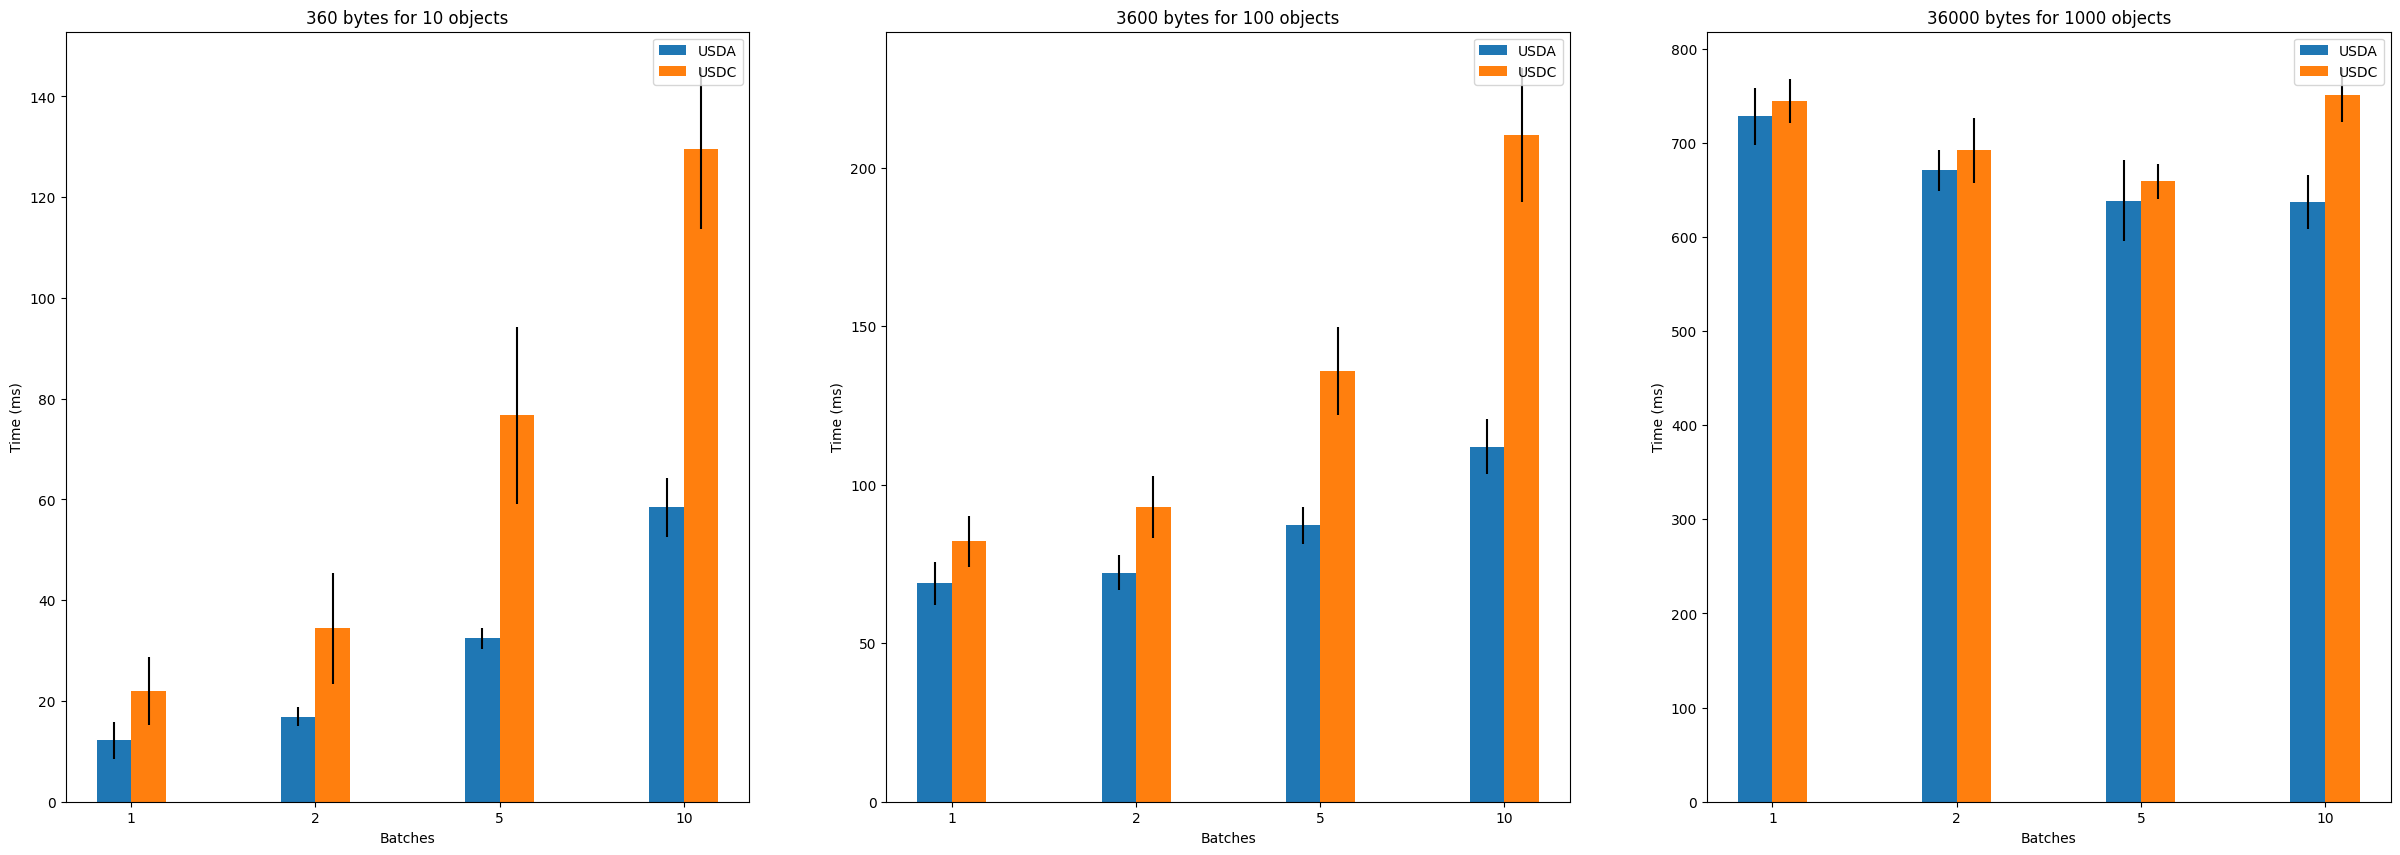 360 bytes for 10 objects
USDA
USDC
Time (ms)
140
120
100
80
60
40
20
0
1 2 5 10
Batches
3600 bytes for 100 objects
USDA
USDC
Time (ms)
200
150
100
50
0
1 2 5 10
Batches
36000 bytes for 1000 objects
USDA
USDC
Time (ms)
800
700
600
500
400
300
200
100
0
1 2 5 10
Batches